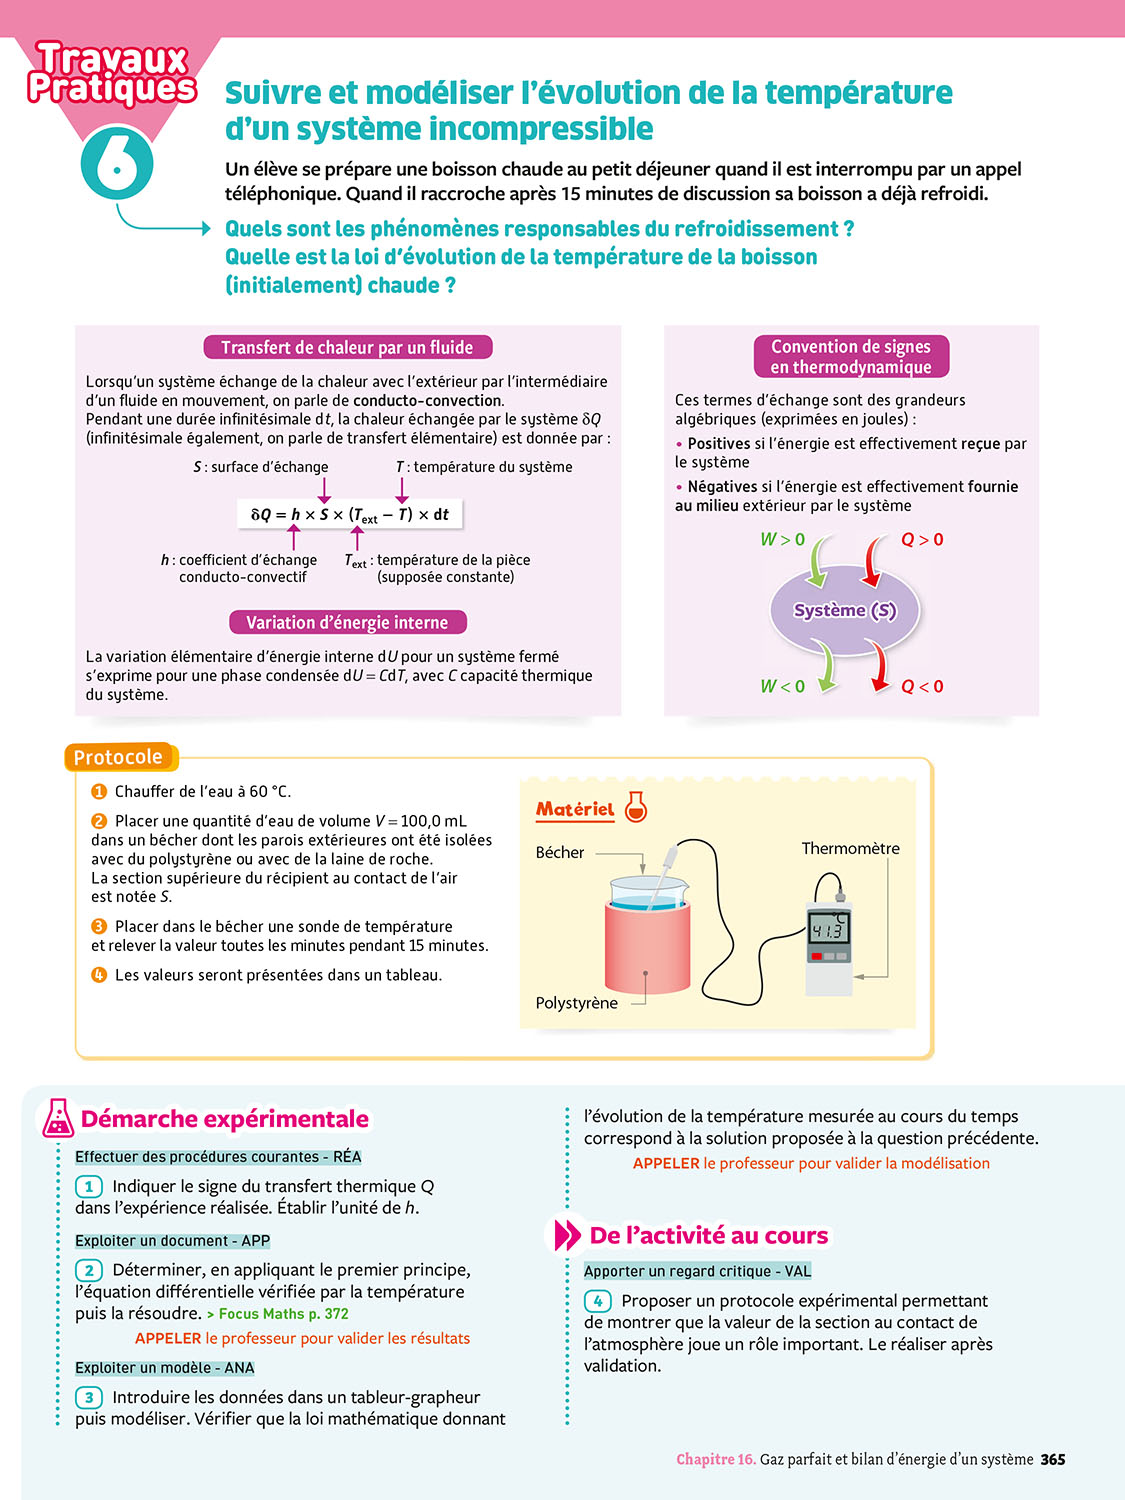 Travaux
Pratiques
6
Suivre et modéliser l'évolution de la température
d'un système incompressible
Un élève se prépare une boisson chaude au petit déjeuner quand il est interrompu par un appel
téléphonique. Quand il raccroche après 15 minutes de discussion sa boisson a déjà refroidi.
Quels sont les phénomènes responsables du refroidissement ?
Quelle est la loi d'évolution de la température de la boisson
(initialement) chaude ?
Transfert de chaleur par un fluide
Lorsqu'un système échange de la chaleur avec l'extérieur par l'intermédiaire
d'un fluide en mouvement, on parle de conducto-convection.
Pendant une durée infinitésimale dt, la chaleur échangée par le système δQ
(infinitésimale également, on parle de transfert élémentaire) est donnée par :
S : surface d'échange
T : température du système
δQ = h × S × (Text − T) × dt
h : coefficient d'échange
conducto-convectif
Text : température de la pièce
(supposée constante)
Variation d'énergie interne
La variation élémentaire d'énergie interne dU pour un système fermé
s'exprime pour une phase condensée dU = CdT, avec C capacité thermique
du système.
Convention de signes
en thermodynamique
Ces termes d'échange sont des grandeurs
algébriques (exprimées en joules) :
• Positives si l'énergie est effectivement reçue par
le système
• Négatives si l'énergie est effectivement fournie
au milieu extérieur par le système
W > 0
Q > 0
Système (S)
W < 0
Q < 0
Protocole
1 Chauffer de l'eau à 60 °C.
2 Placer une quantité d'eau de volume V = 100,0 mL
dans un bécher dont les parois extérieures ont été isolées
avec du polystyrène ou avec de la laine de roche.
La section supérieure du récipient au contact de l'air
est notée S.
3 Placer dans le bécher une sonde de température
et relever la valeur toutes les minutes pendant 15 minutes.
4 Les valeurs seront présentées dans un tableau.
Matériel
Bécher
Thermomètre
°C
41.3
Polystyrène
Démarche expérimentale
Effectuer des procédures courantes - RÉA
1 Indiquer le signe du transfert thermique Q
dans l'expérience réalisée. Établir l'unité de h.
Exploiter un document - APP
2 Déterminer, en appliquant le premier principe,
l'équation différentielle vérifiée par la température
puis la résoudre. > Focus Maths p. 372
APPELER le professeur pour valider les résultats
Exploiter un modèle - ANA
3 Introduire les données dans un tableur-grapheur
puis modéliser. Vérifier que la loi mathématique donnant
l'évolution de la température mesurée au cours du temps
correspond à la solution proposée à la question précédente.
APPELER le professeur pour valider la modélisation
De l'activité au cours
Apporter un regard critique - VAL
4 Proposer un protocole expérimental permettant
de montrer que la valeur de la section au contact de
l'atmosphère joue un rôle important. Le réaliser après
validation.
Chapitre 16. Gaz parfait et bilan d'énergie d'un système 365